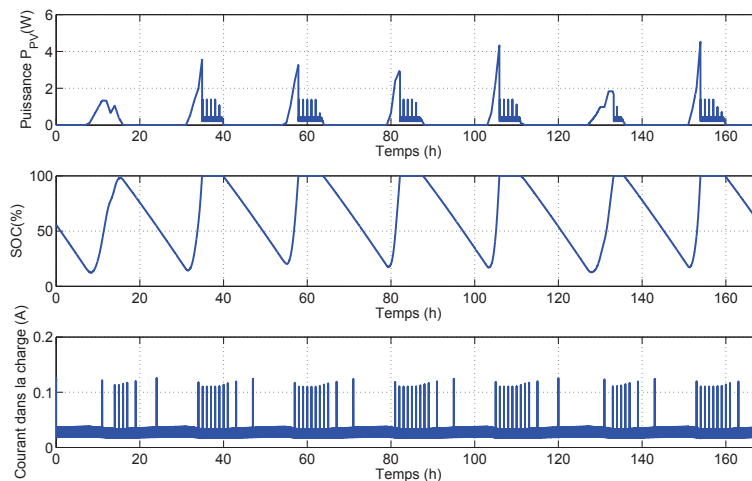 Puissance P_PV(W)
6
4
2
0
0 20 40 60 80 100 120 140 160
Temps (h)
SOC(%)
100
50
0
0 20 40 60 80 100 120 140 160
Temps (h)
Courant dans la charge (A)
0.2
0.1
0
0 20 40 60 80 100 120 140 160
Temps (h)